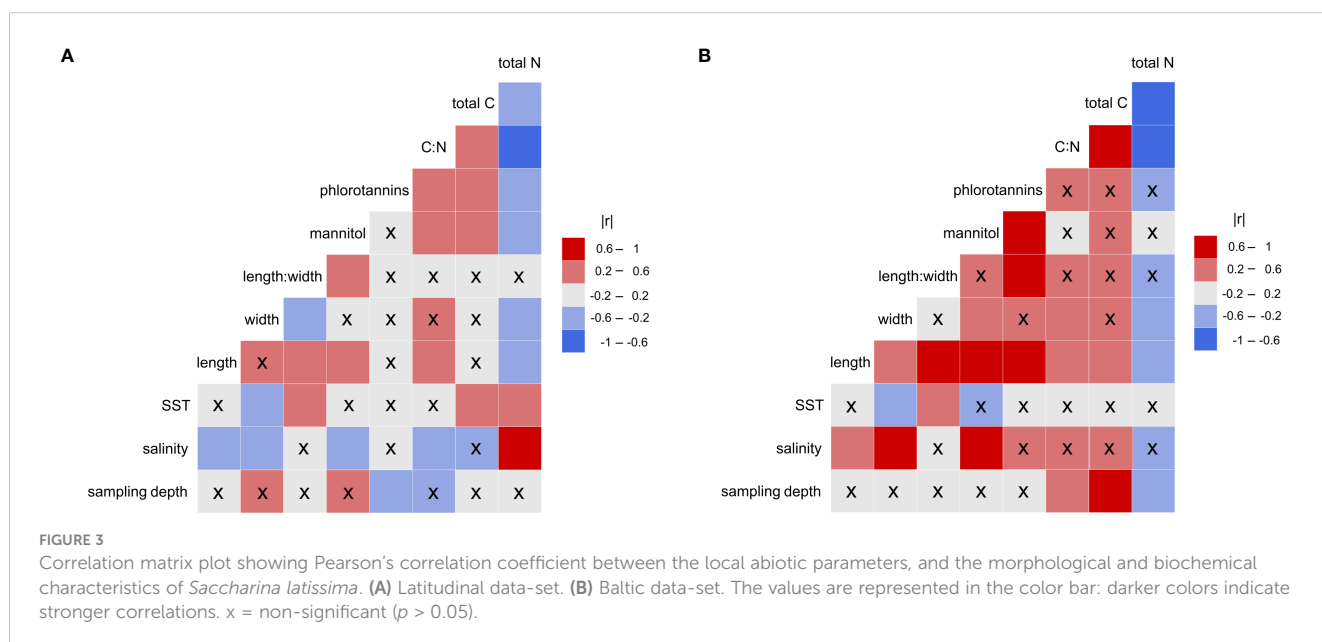 A
total N
total C
C:N
phlorotannins
mannitol X
length:width X X X X
width X X X X
length X X X
SST X X X X
salinity X X X
sampling depth X X X X X X X
|r|
0.6 – 1
0.2 – 0.6
-0.2 – 0.2
-0.6 – -0.2
-1 – -0.6
B
total N
total C
C:N
phlorotannins X X X
mannitol X X X
length:width X X X X
width X X X
length
SST X X X X X X
salinity X X X X X
sampling depth X X X X X
|r|
0.6 – 1
0.2 – 0.6
-0.2 – 0.2
-0.6 – -0.2
-1 – -0.6
FIGURE 3
Correlation matrix plot showing Pearson's correlation coefficient between the local abiotic parameters, and the morphological and biochemical
characteristics of Saccharina latissima. (A) Latitudinal data-set. (B) Baltic data-set. The values are represented in the color bar: darker colors indicate
stronger correlations. x = non-significant (p > 0.05).